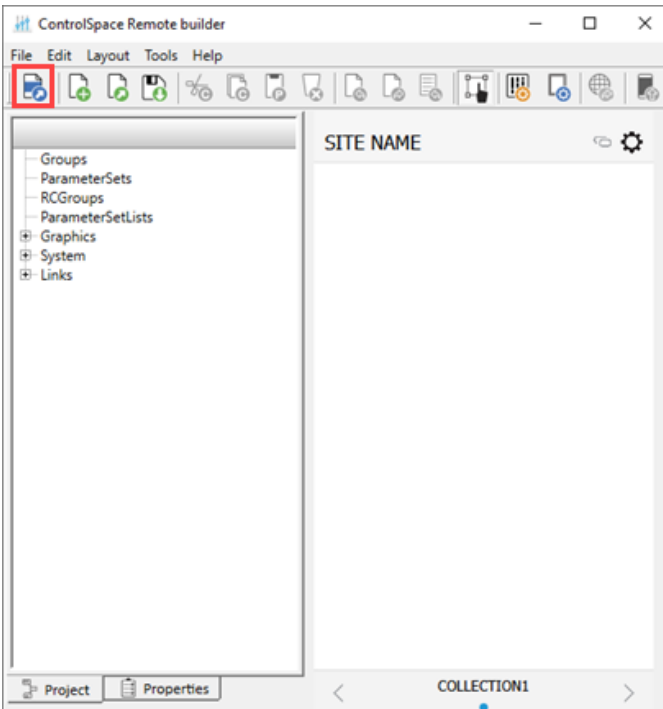 ControlSpace Remote builder
File Edit Layout Tools Help
SITE NAME
Groups
ParameterSets
RCGroups
ParameterSetLists
Graphics
System
Links
Project
Properties
COLLECTION1